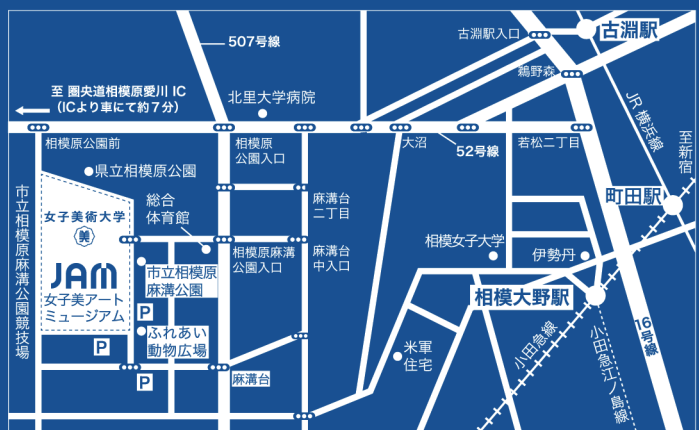 507号線
古淵駅入口
古淵駅
至 圏央道相模原愛川 IC
(ICより車にて約7分)
北里大学病院
鵜野森
JR 横浜線
至新宿
相模原公園前
相模原
公園入口
大沼
52号線
若松二丁目
県立相模原公園
町田駅
市立相模原麻溝公園競技場
女子美術大学
美
総合
体育館
麻溝台
二丁目
相模原麻溝
公園入口
麻溝台
中入口
相模女子大学
伊勢丹
JAM
女子美アート
ミュージアム
市立相模原
麻溝公園
相模大野駅
P
ふれあい
動物広場
P
P
麻溝台
米軍
住宅
小田急線
小田急江ノ島線
16号線